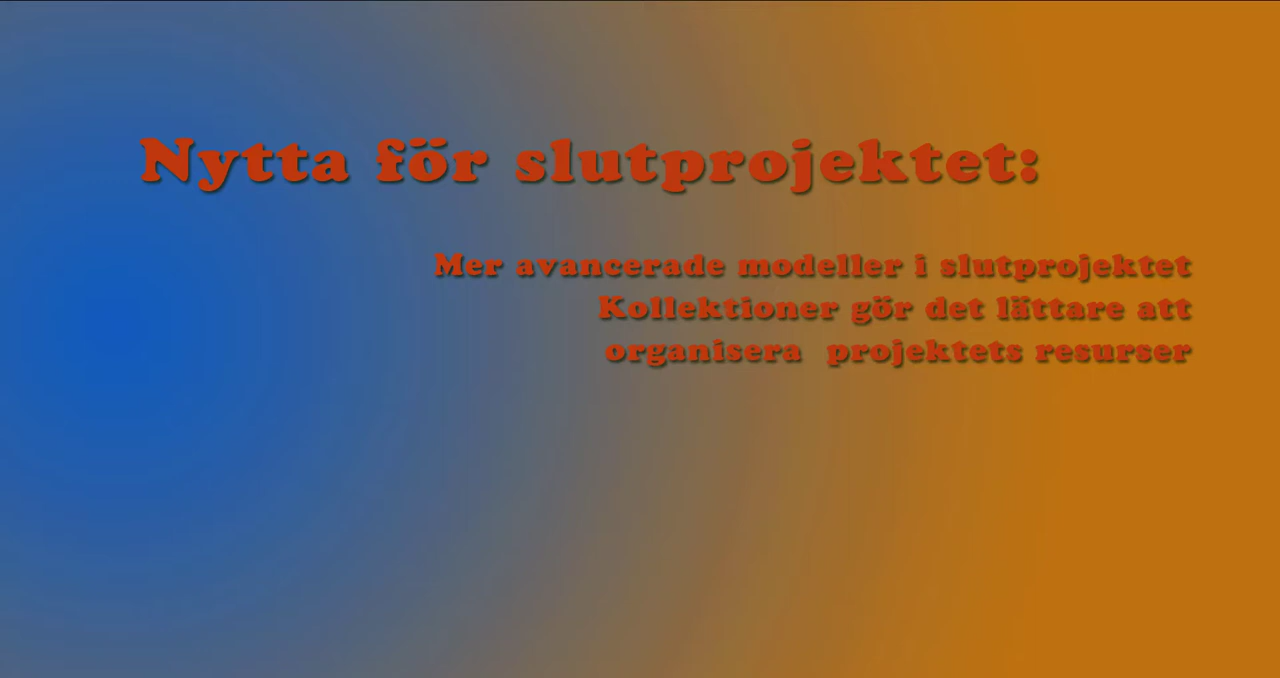 Nytta för slutprojektet:
Mer avancerade modeller i slutprojektet
Kollektioner gör det lättare att
organisera  projektets resurser